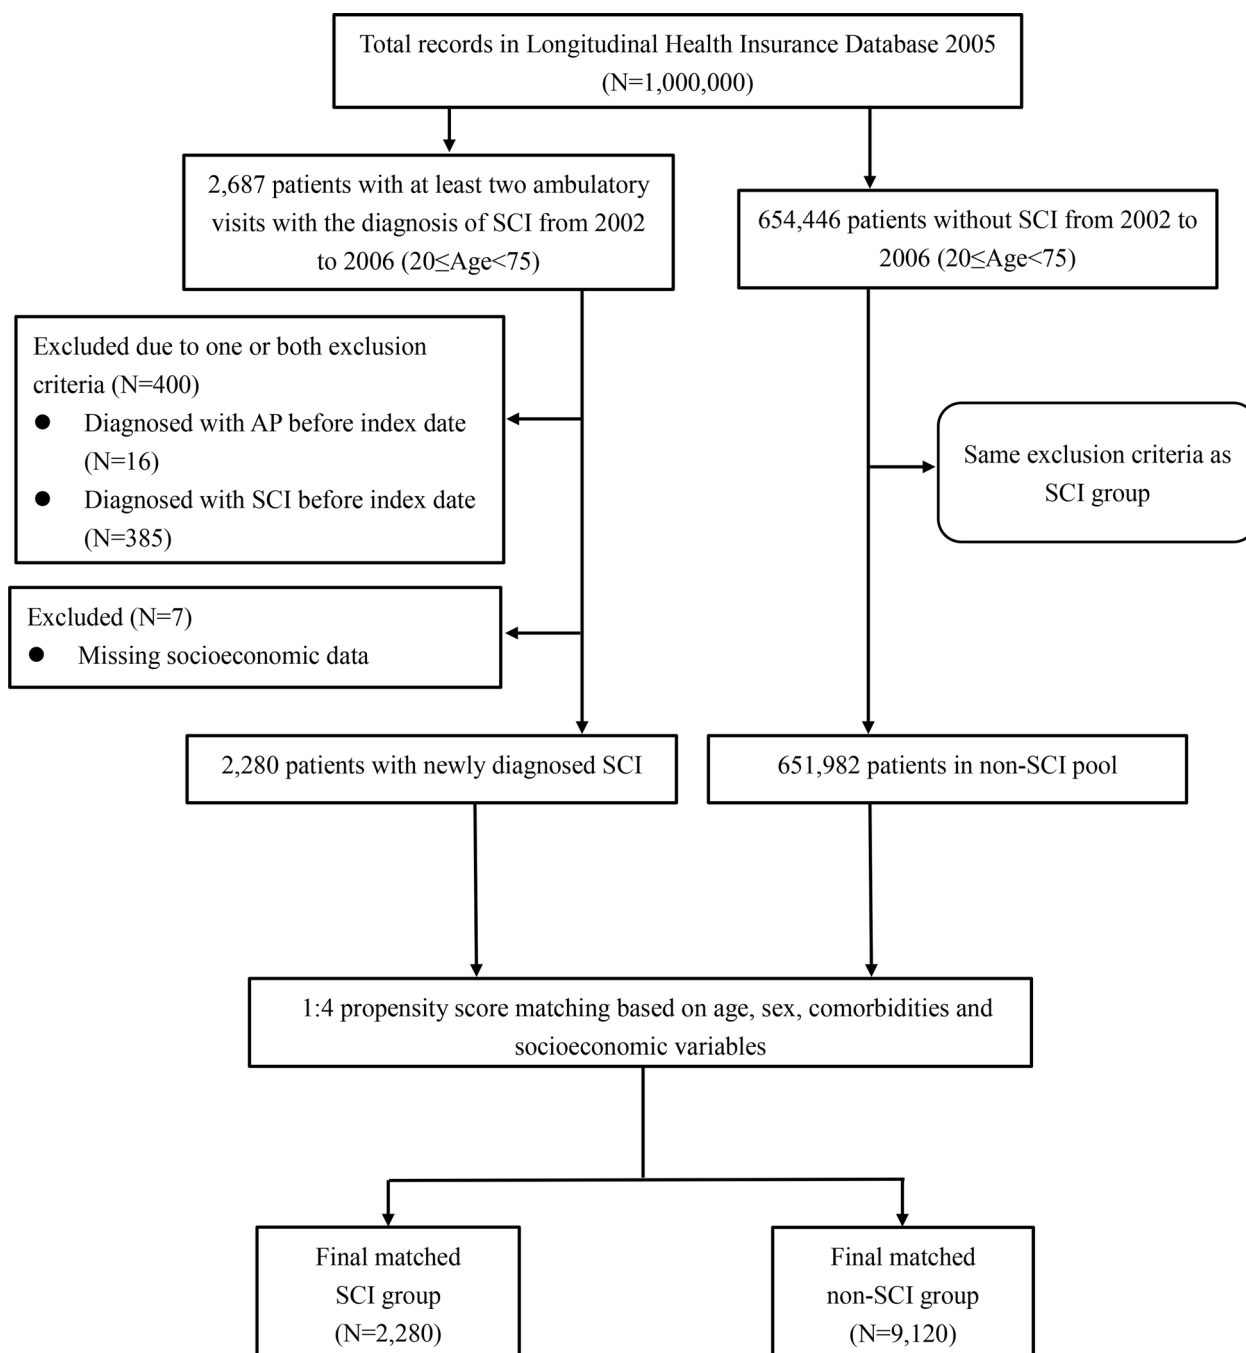 Total records in Longitudinal Health Insurance Database 2005
(N=1,000,000)
2,687 patients with at least two ambulatory
visits with the diagnosis of SCI from 2002
to 2006 (20≤Age<75)
654,446 patients without SCI from 2002 to
2006 (20≤Age<75)
Excluded due to one or both exclusion
criteria (N=400)
● Diagnosed with AP before index date
(N=16)
● Diagnosed with SCI before index date
(N=385)
Same exclusion criteria as
SCI group
Excluded (N=7)
● Missing socioeconomic data
2,280 patients with newly diagnosed SCI
651,982 patients in non-SCI pool
1:4 propensity score matching based on age, sex, comorbidities and
socioeconomic variables
Final matched
SCI group
(N=2,280)
Final matched
non-SCI group
(N=9,120)